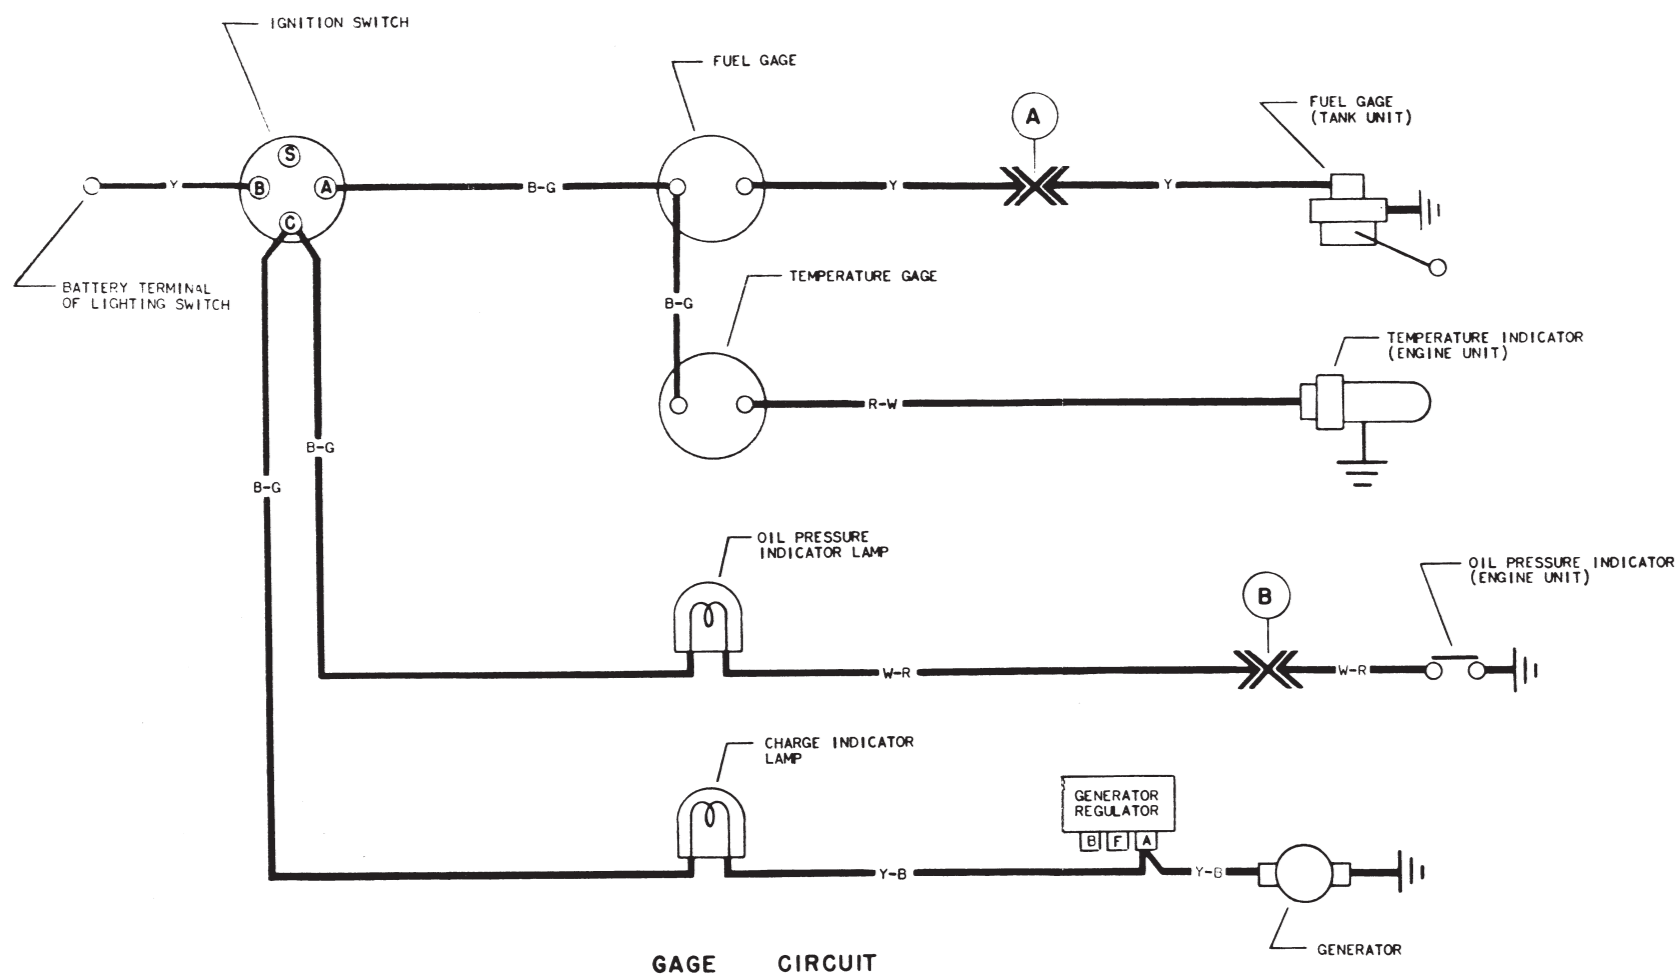 IGNITION SWITCH
FUEL GAGE
A
FUEL GAGE
(TANK UNIT)
S
B
A
C
Y
B-G
Y
Y
BATTERY TERMINAL
OF LIGHTING SWITCH
TEMPERATURE GAGE
B-G
TEMPERATURE INDICATOR
(ENGINE UNIT)
R-W
B-G
B-G
OIL PRESSURE
INDICATOR LAMP
OIL PRESSURE INDICATOR
(ENGINE UNIT)
B
W-R
W-R
CHARGE INDICATOR
LAMP
GENERATOR
REGULATOR
B F A
Y-B
Y-B
GENERATOR
GAGE CIRCUIT